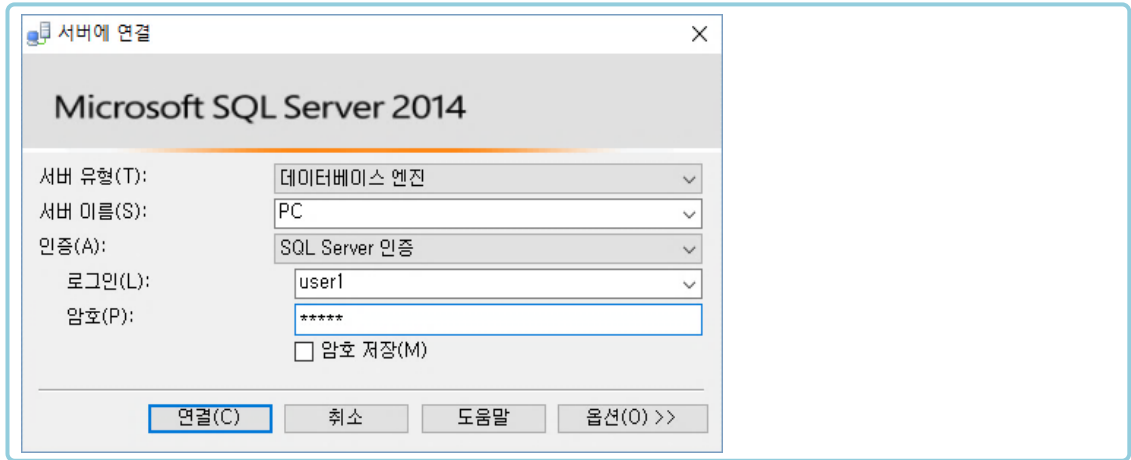 서버에 연결
Microsoft SQL Server 2014
서버 유형(T): 데이터베이스 엔진
서버 이름(S): PC
인증(A): SQL Server 인증
로그인(L): user1
암호(P): *****
암호 저장(M)
연결(C) 취소 도움말 옵션(O) >>